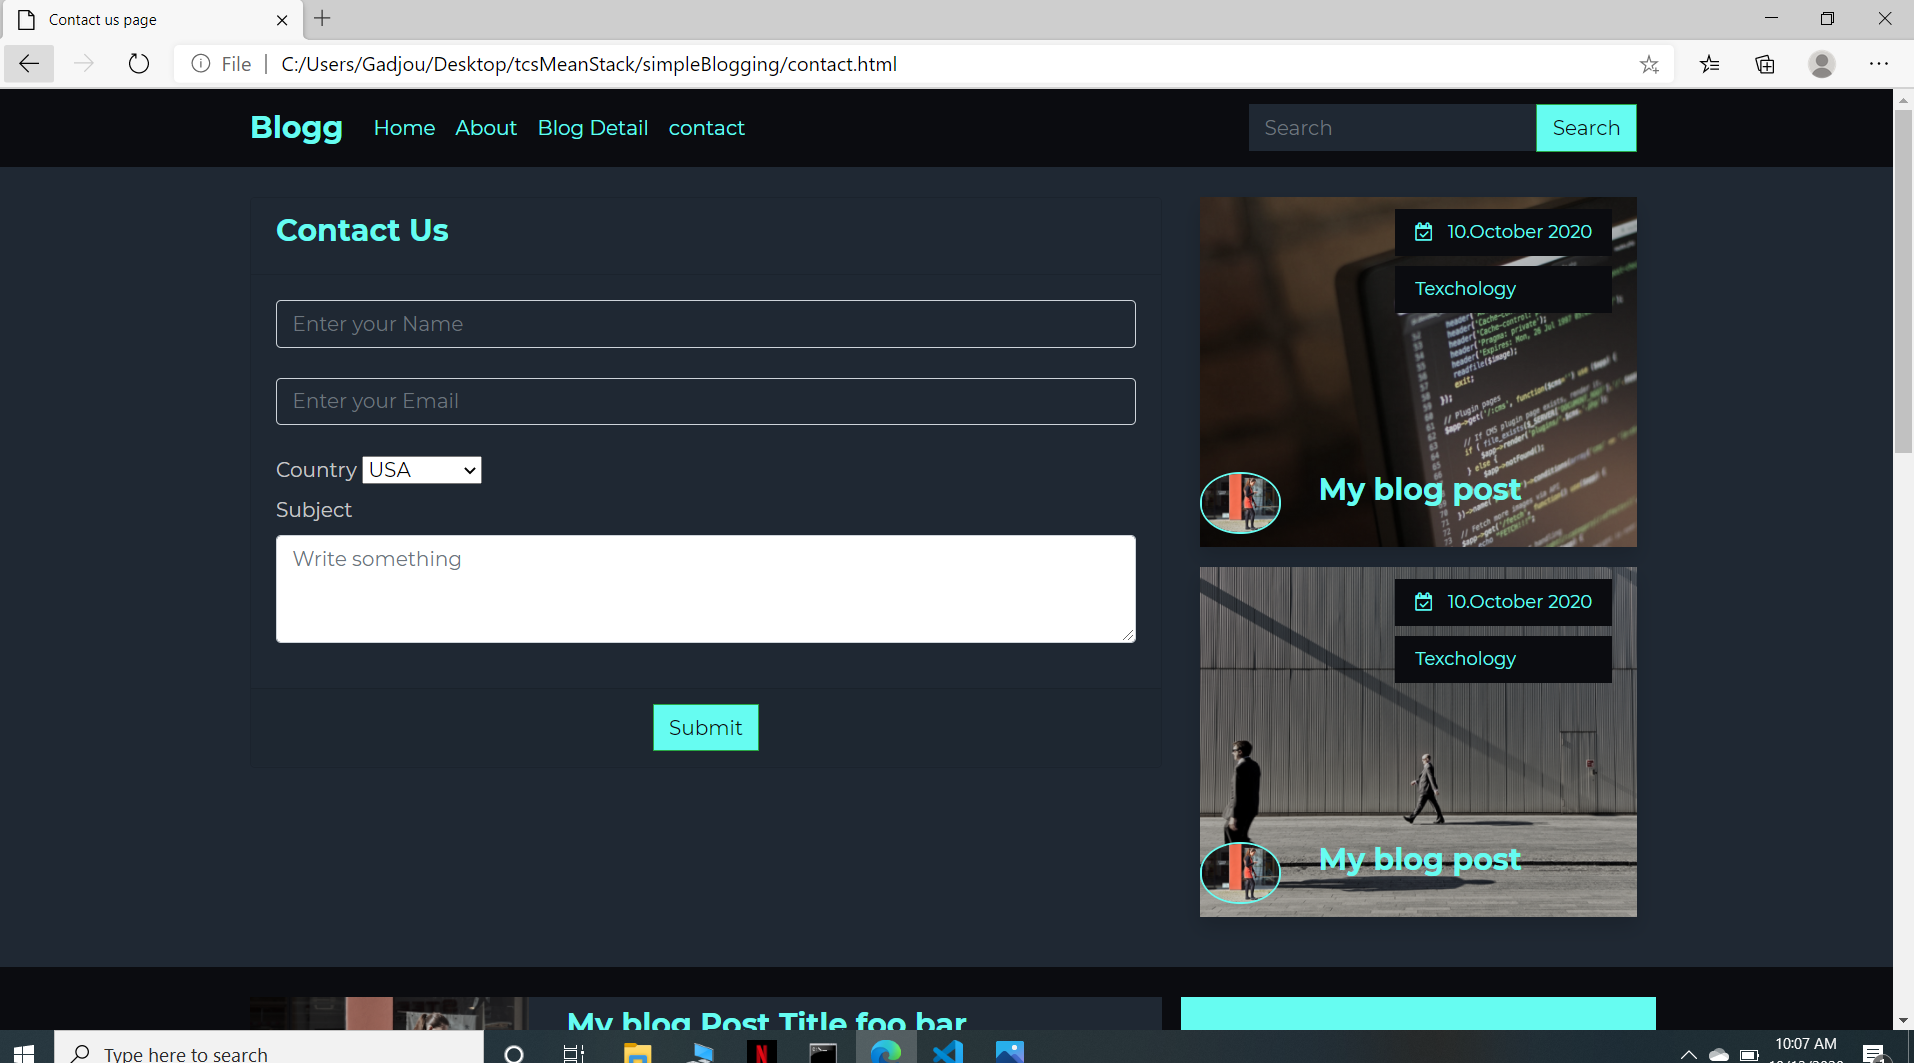 Contact us page
File
C:/Users/Gadjou/Desktop/tcsMeanStack/simpleBlogging/contact.html
Blogg Home About Blog Detail contact
Search Search
Contact Us
Enter your Name
Enter your Email
Country USA
Subject
Write something
Submit
10.October 2020
Texchology
My blog post
10.October 2020
Texchology
My blog post
My blog Post Title foo bar
Type here to search
10:07 AM